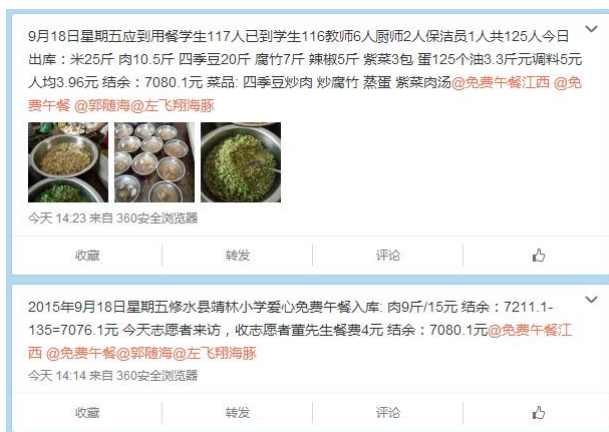 9月18日星期五应到用餐学生117人已到学生116教师6人厨师2人保洁员1人共125人今日
出库：米25斤 肉10.5斤 四季豆20斤 腐竹7斤 辣椒5斤 紫菜3包 蛋125个油3.3斤元调料5元
人均3.96元 结余：7080.1元 菜品: 四季豆炒肉 炒腐竹 蒸蛋 紫菜肉汤@免费午餐江西 @免
费午餐 @郭随海@左飞翔海豚
今天 14:23 来自 360安全浏览器
收藏 转发 评论
2015年9月18日星期五修水县靖林小学爱心免费午餐入库: 肉9斤/15元 结余：7211.1-
135=7076.1元 今天志愿者来访，收志愿者董先生餐费4元 结余：7080.1元@免费午餐江
西 @免费午餐@郭随海@左飞翔海豚
今天 14:14 来自 360安全浏览器
收藏 转发 评论